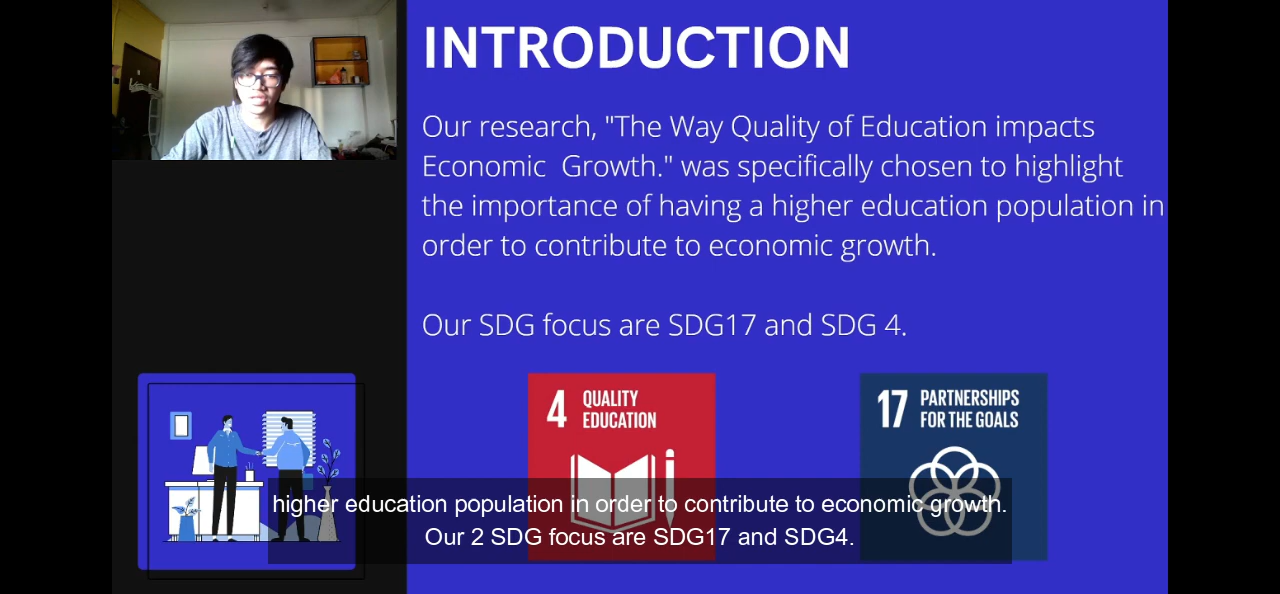 INTRODUCTION
Our research, "The Way Quality of Education impacts
Economic Growth." was specifically chosen to highlight
the importance of having a higher education population in
order to contribute to economic growth.
Our SDG focus are SDG17 and SDG 4.
4 QUALITY
EDUCATION
17 PARTNERSHIPS
FOR THE GOALS
higher education population in order to contribute to economic growth.
Our 2 SDG focus are SDG17 and SDG4.